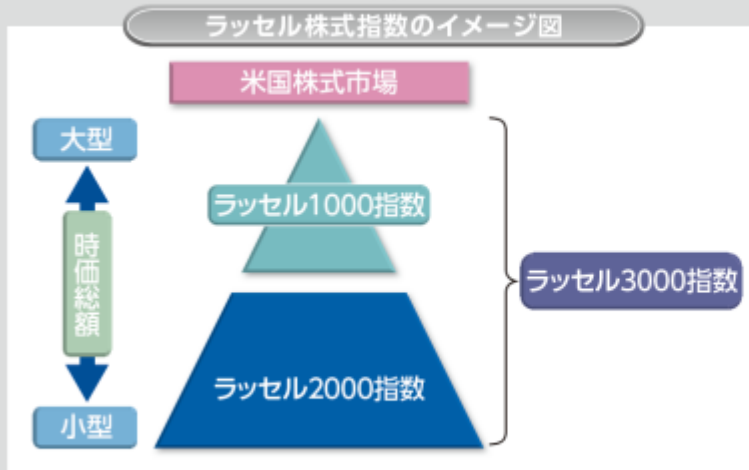 ラッセル株式指数のイメージ図
米国株式市場
大型
時価総額
小型
ラッセル1000指数
ラッセル2000指数
ラッセル3000指数